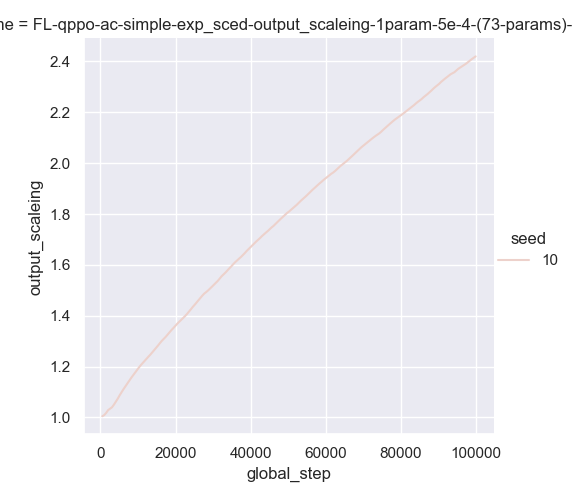 ne = FL-qppo-ac-simple-exp_sced-output_scaleing-1param-5e-4-(73-params)-
2.4
2.2
2.0
1.8
1.6
1.4
1.2
1.0
output_scaleing
0 20000 40000 60000 80000 100000
global_step
seed
10